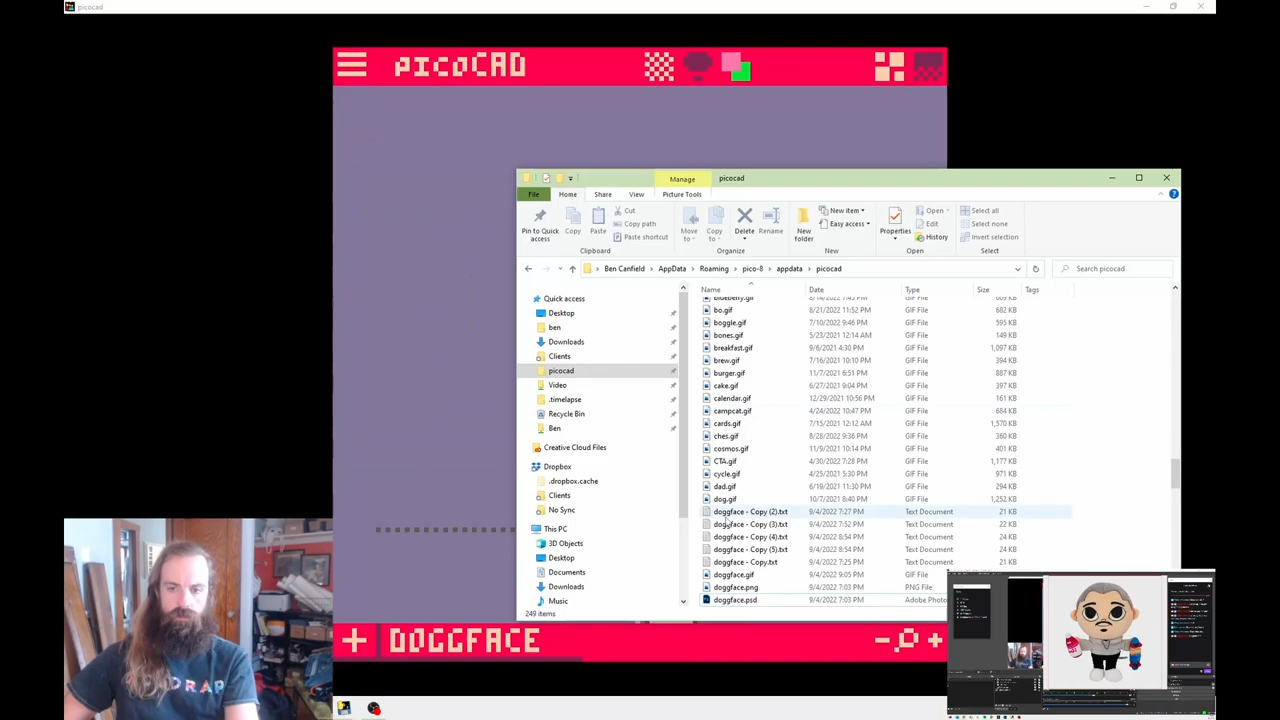 picocad
picoCAD
Manage
picocad
File
Home
Share
View
Picture Tools
Pin to Quick access
Copy
Paste
Cut
Copy path
Paste shortcut
Clipboard
Move to
Copy to
Delete
Rename
Organize
New folder
New item
Easy access
New
Properties
Open
Edit
History
Open
Select all
Select none
Invert selection
Select
Ben Canfield > AppData > Roaming > pico-8 > appdata > picocad
Search picocad
Quick access
Desktop
ben
Downloads
Clients
picocad
Video
.timelapse
Recycle Bin
Ben
Creative Cloud Files
Dropbox
.dropbox.cache
Clients
No Sync
This PC
3D Objects
Desktop
Documents
Downloads
Music
Name Date Type Size Tags
blueberry.gif 8/14/2022 7:45 PM GIF File 609 KB
bo.gif 8/21/2022 11:52 PM GIF File 682 KB
boggle.gif 7/10/2022 9:46 PM GIF File 595 KB
bones.gif 5/23/2021 12:14 AM GIF File 149 KB
breakfast.gif 9/6/2021 4:30 PM GIF File 1,097 KB
brew.gif 7/16/2021 10:10 PM GIF File 394 KB
burger.gif 11/7/2021 6:51 PM GIF File 887 KB
cake.gif 6/27/2021 9:04 PM GIF File 397 KB
calendar.gif 12/29/2021 10:56 PM GIF File 161 KB
campcat.gif 4/24/2022 10:47 PM GIF File 684 KB
cards.gif 7/15/2021 12:12 AM GIF File 1,570 KB
ches.gif 8/28/2022 9:36 PM GIF File 360 KB
cosmos.gif 11/9/2021 10:14 PM GIF File 401 KB
CTA.gif 4/30/2022 7:28 PM GIF File 1,177 KB
cycle.gif 4/25/2021 5:30 PM GIF File 971 KB
dad.gif 6/19/2021 11:30 PM GIF File 294 KB
dog.gif 10/7/2021 8:40 PM GIF File 1,252 KB
doggface - Copy (2).txt 9/4/2022 7:27 PM Text Document 21 KB
doggface - Copy (3).txt 9/4/2022 7:52 PM Text Document 22 KB
doggface - Copy (4).txt 9/4/2022 8:54 PM Text Document 24 KB
doggface - Copy (5).txt 9/4/2022 8:54 PM Text Document 24 KB
doggface - Copy.txt 9/4/2022 7:25 PM Text Document 21 KB
doggface.gif 9/4/2022 9:05 PM GIF File
doggface.png 9/4/2022 7:03 PM PNG File
doggface.psd 9/4/2022 7:03 PM Adobe Photo
249 items
DOGGFACE